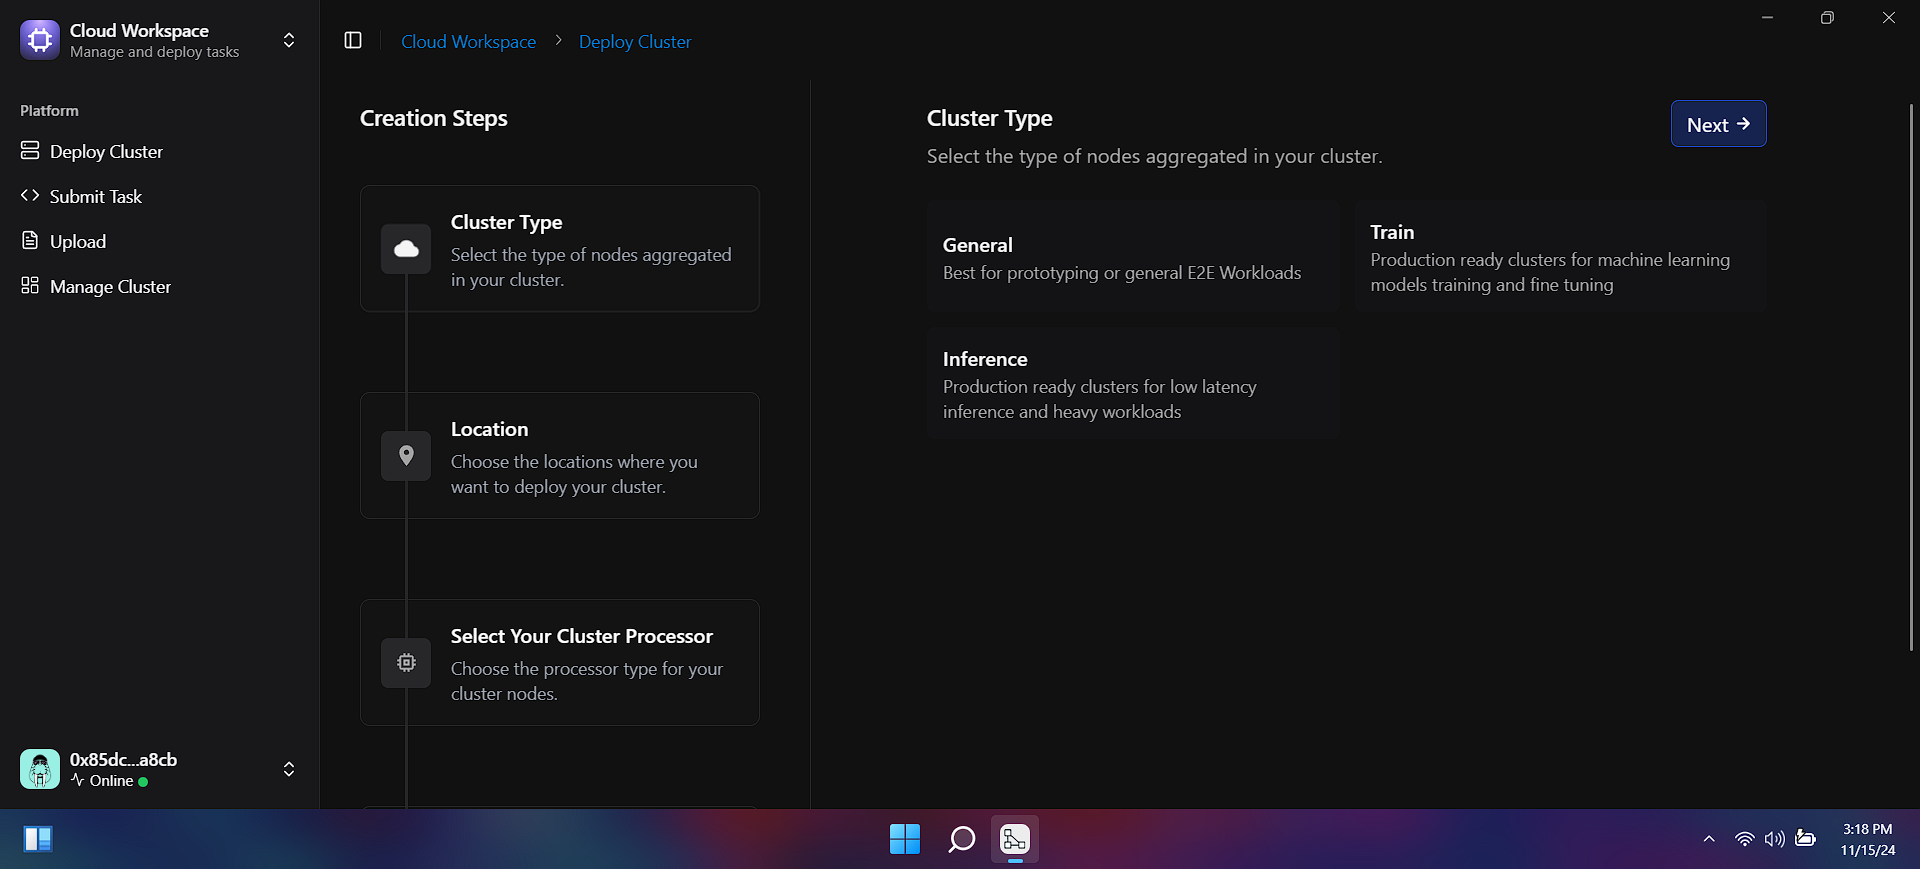 Cloud Workspace
Manage and deploy tasks
Platform
Deploy Cluster
Submit Task
Upload
Manage Cluster
0x85dc...a8cb
Online
Cloud Workspace > Deploy Cluster
Creation Steps
Cluster Type
Select the type of nodes aggregated
in your cluster.
Location
Choose the locations where you
want to deploy your cluster.
Select Your Cluster Processor
Choose the processor type for your
cluster nodes.
Cluster Type
Select the type of nodes aggregated in your cluster.
Next →
General
Best for prototyping or general E2E Workloads
Train
Production ready clusters for machine learning
models training and fine tuning
Inference
Production ready clusters for low latency
inference and heavy workloads
3:18 PM
11/15/24